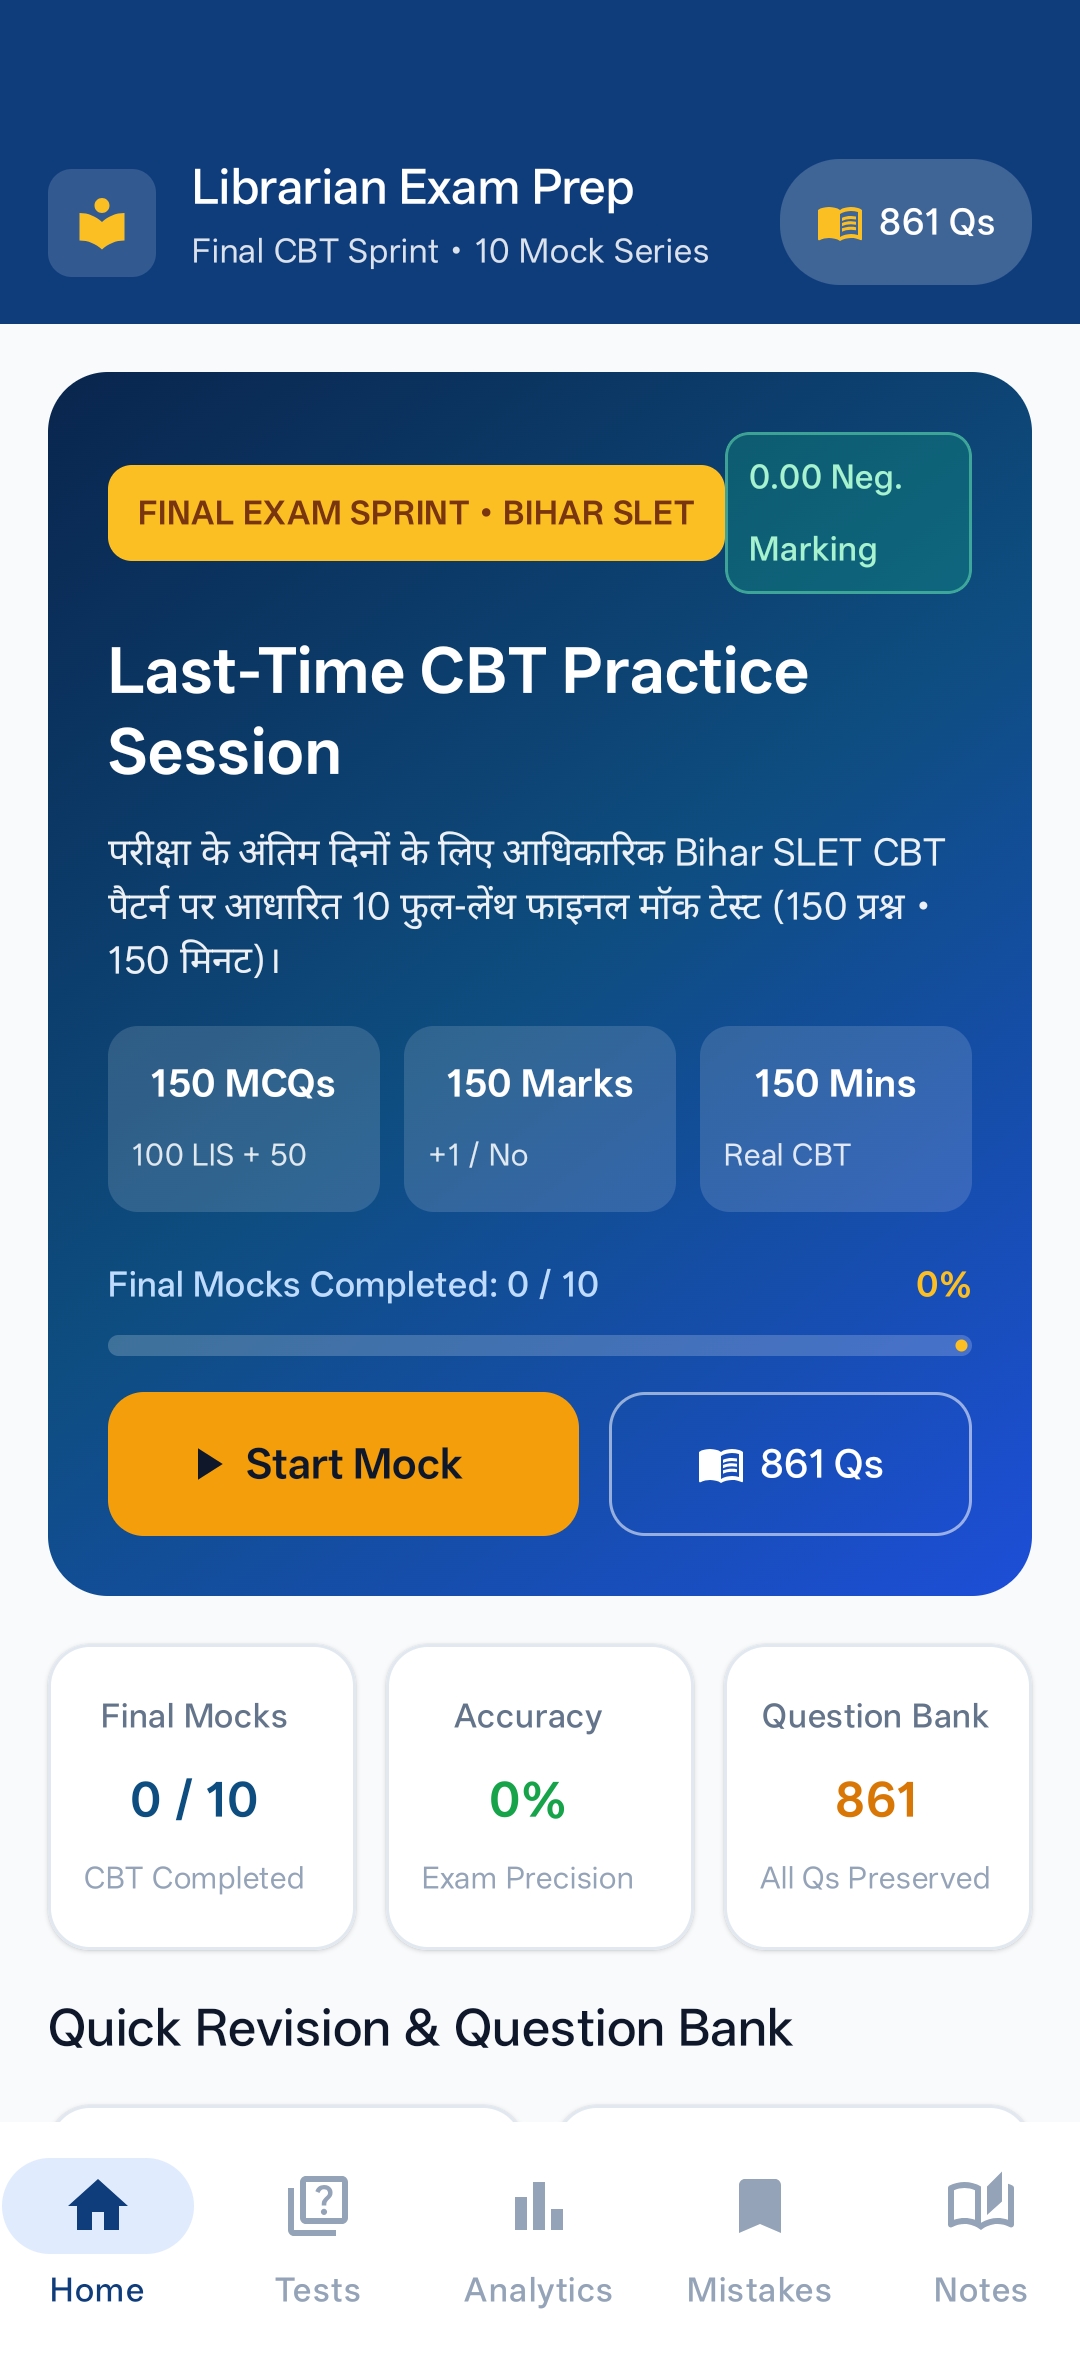 Librarian Exam Prep
Final CBT Sprint • 10 Mock Series
861 Qs
FINAL EXAM SPRINT • BIHAR SLET
0.00 Neg.
Marking
Last-Time CBT Practice
Session
परीक्षा के अंतिम दिनों के लिए आधिकारिक Bihar SLET CBT
पैटर्न पर आधारित 10 फुल-लेंथ फाइनल मॉक टेस्ट (150 प्रश्न •
150 मिनट)।
150 MCQs
100 LIS + 50
150 Marks
+1 / No
150 Mins
Real CBT
Final Mocks Completed: 0 / 10
0%
Start Mock
861 Qs
Final Mocks
0 / 10
CBT Completed
Accuracy
0%
Exam Precision
Question Bank
861
All Qs Preserved
Quick Revision & Question Bank
Home
Tests
Analytics
Mistakes
Notes